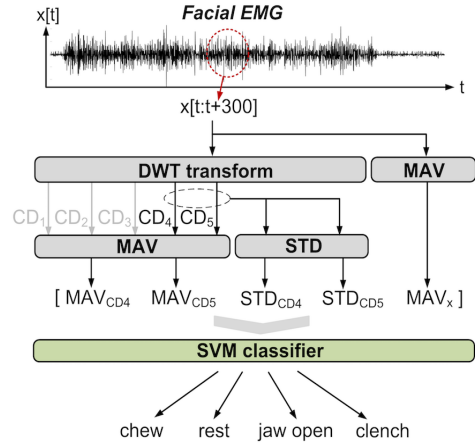 Facial EMG
x[t]
t
x[t:t+300]
DWT transform
MAV
CD1 CD2 CD3 CD4 CD5
MAV
STD
[ MAVCD4 MAVCD5 STDCD4 STDCD5 MAVx ]
SVM classifier
chew rest jaw open clench